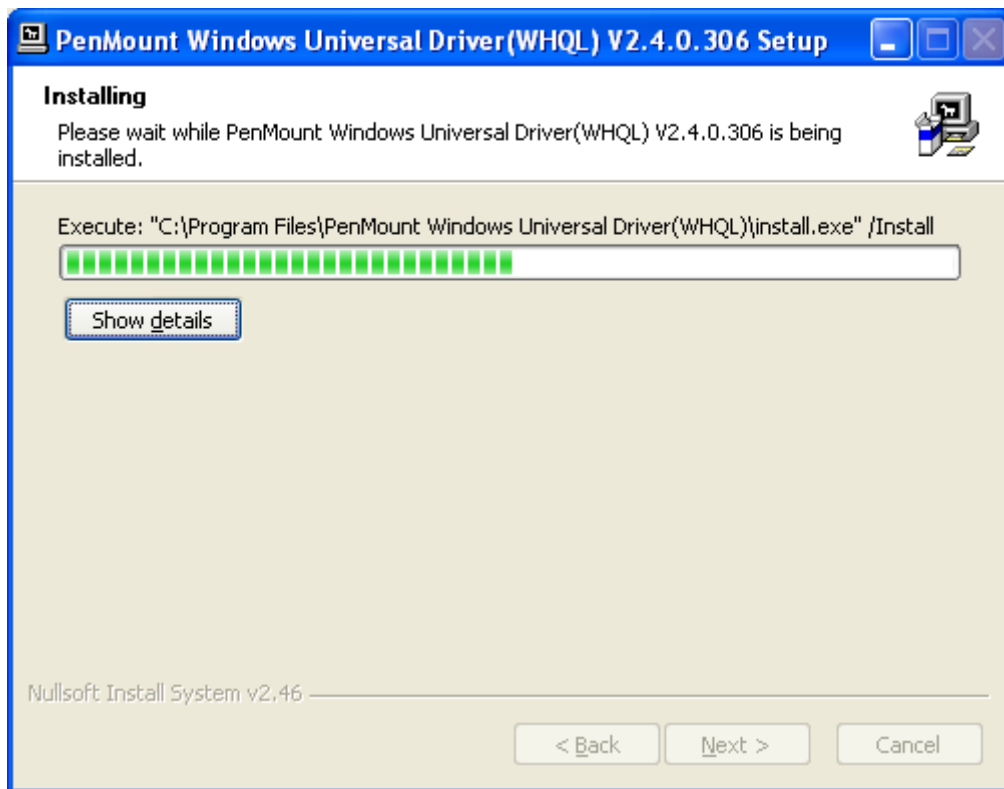 PenMount Windows Universal Driver(WHQL) V2.4.0.306 Setup
Installing
Please wait while PenMount Windows Universal Driver(WHQL) V2.4.0.306 is being
installed.
Execute: "C:\Program Files\PenMount Windows Universal Driver(WHQL)\install.exe" /Install
Show details
Nullsoft Install System v2.46
< Back
Next >
Cancel